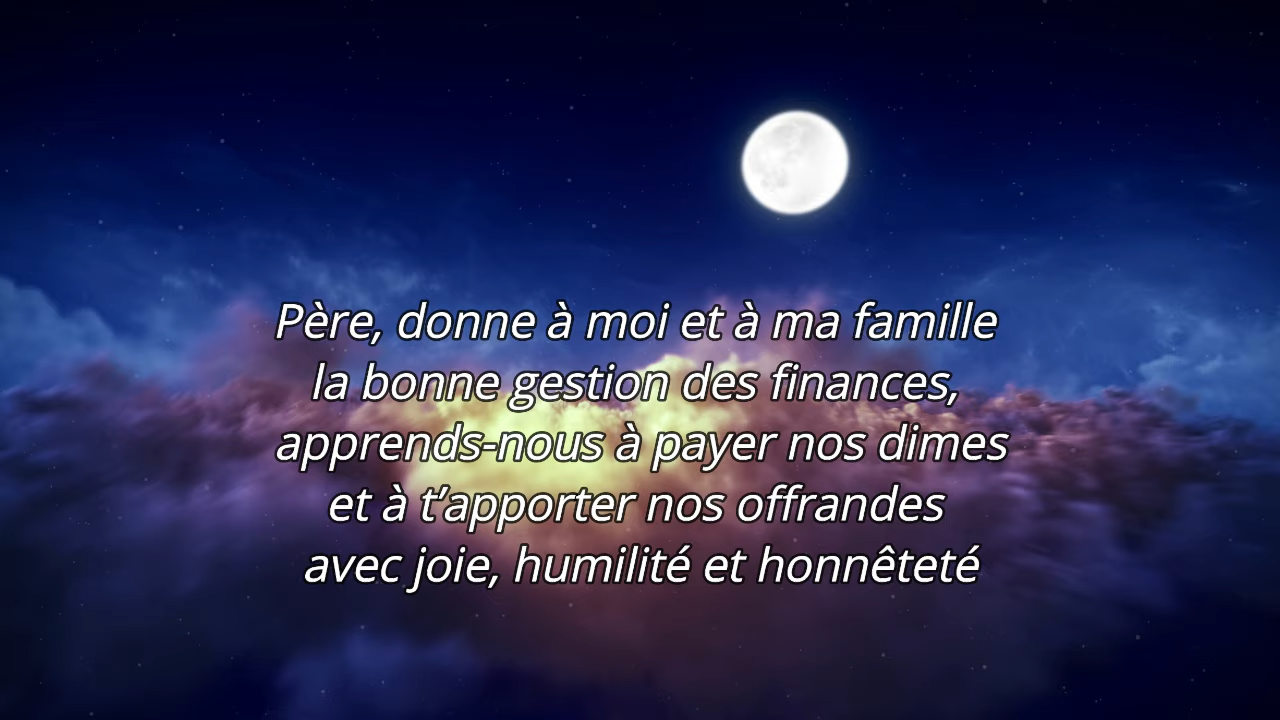 Père, donne à moi et à ma famille
la bonne gestion des finances,
apprends-nous à payer nos dimes
et à t’apporter nos offrandes
avec joie, humilité et honnêteté